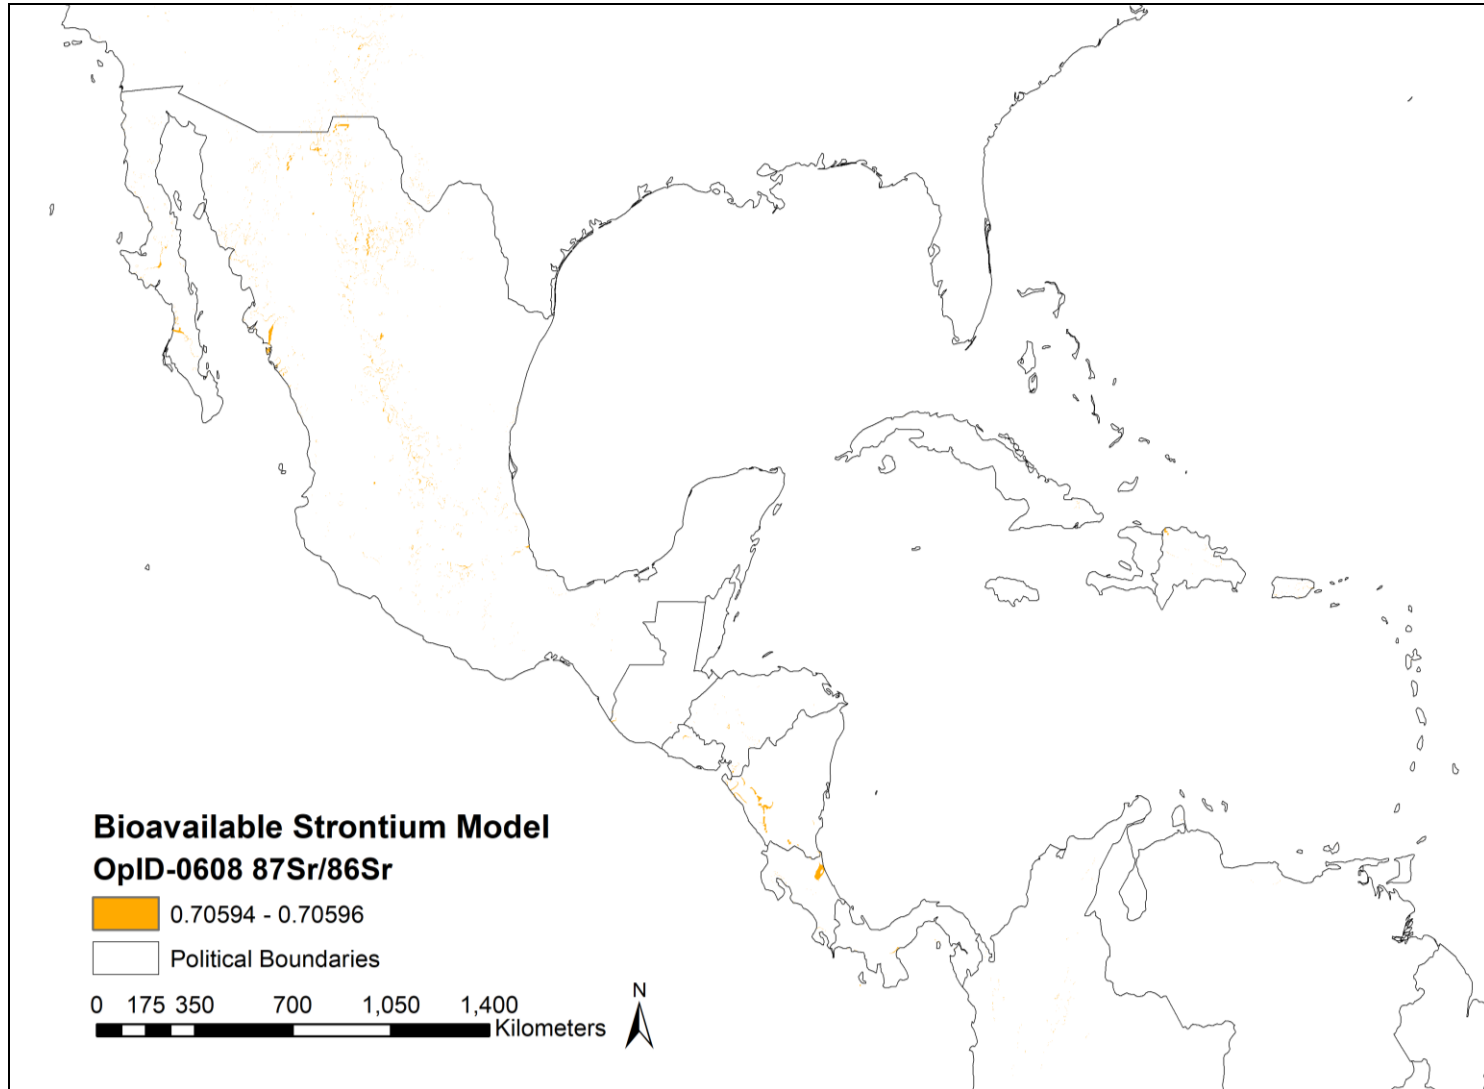 Bioavailable Strontium Model
OpID-0608 87Sr/86Sr
0.70594 - 0.70596
Political Boundaries
0 175 350 700 1,050 1,400
Kilometers
N